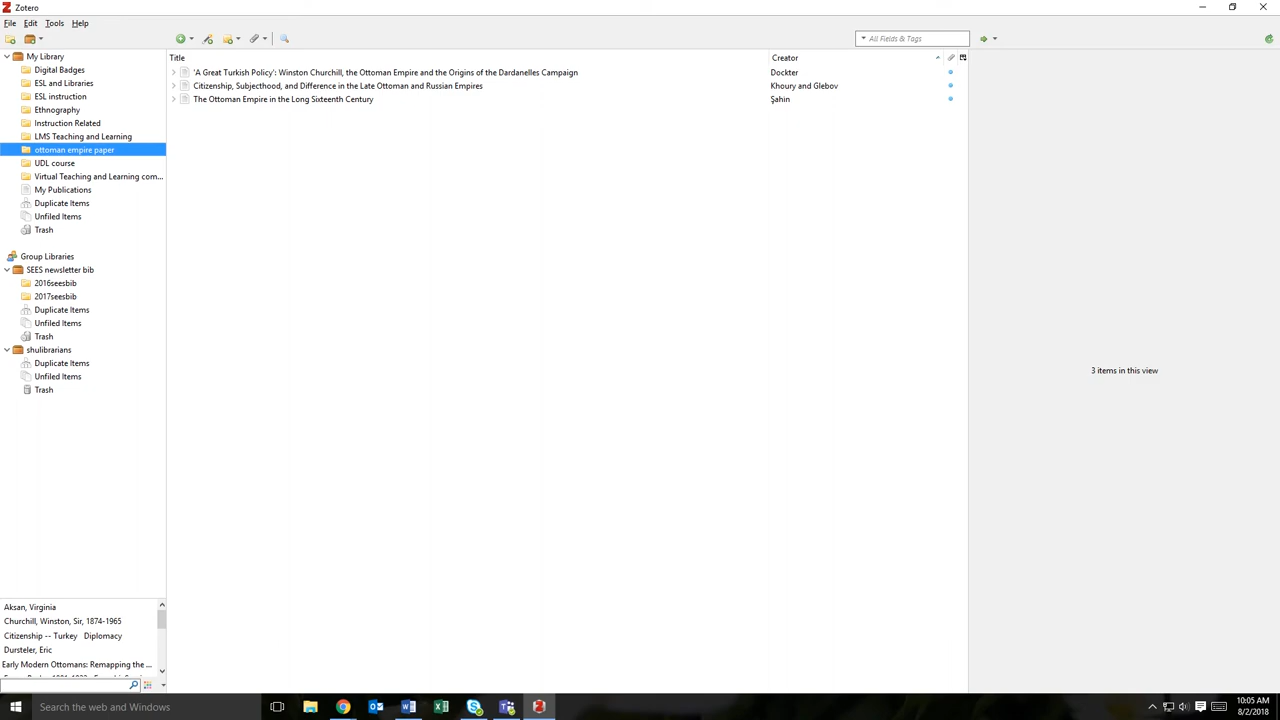 Zotero
File Edit Tools Help
All Fields & Tags
My Library
Digital Badges
ESL and Libraries
ESL instruction
Ethnography
Instruction Related
LMS Teaching and Learning
ottoman empire paper
UDL course
Virtual Teaching and Learning com...
My Publications
Duplicate Items
Unfiled Items
Trash
Group Libraries
SEES newsletter bib
2016seesbib
2017seesbib
Duplicate Items
Unfiled Items
Trash
shulibrarians
Duplicate Items
Unfiled Items
Trash
Title Creator
'A Great Turkish Policy': Winston Churchill, the Ottoman Empire and the Origins of the Dardanelles Campaign Dockter
Citizenship, Subjecthood, and Difference in the Late Ottoman and Russian Empires Khoury and Glebov
The Ottoman Empire in the Long Sixteenth Century Şahin
3 items in this view
Aksan, Virginia
Churchill, Winston, Sir, 1874-1965
Citizenship -- Turkey Diplomacy
Dursteler, Eric
Early Modern Ottomans: Remapping the ...
Search the web and Windows
10:05 AM
8/2/2018